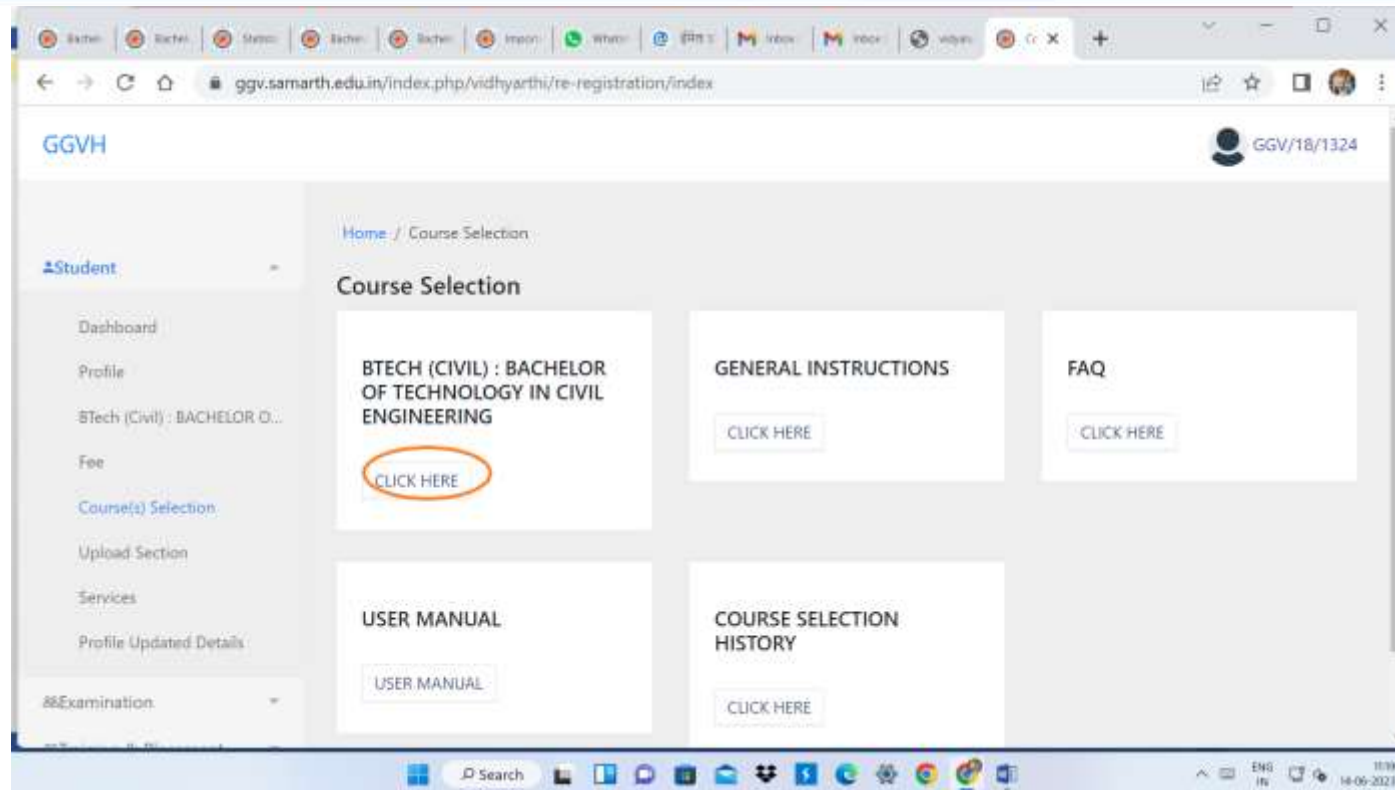 Inbox
ggv.samarth.edu.in/index.php/vidhyarthi/re-registration/index
GGVH
GGV/18/1324
Home / Course Selection
Student
Course Selection
Dashboard
Profile
BTech (Civil) : BACHELOR O...
Fee
Course(s) Selection
Upload Section
Services
Profile Updated Details
Examination
BTECH (CIVIL) : BACHELOR
OF TECHNOLOGY IN CIVIL
ENGINEERING
CLICK HERE
GENERAL INSTRUCTIONS
CLICK HERE
FAQ
CLICK HERE
USER MANUAL
USER MANUAL
COURSE SELECTION
HISTORY
CLICK HERE
Search
ENG
IN